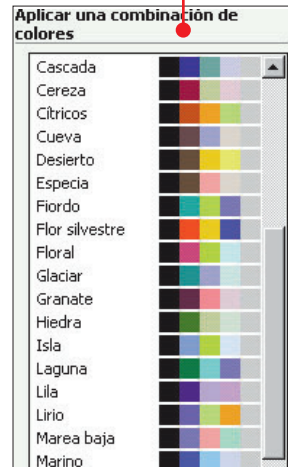 Aplicar una combinación de
colores
Cascada
Cereza
Cítricos
Cueva
Desierto
Especia
Fiordo
Flor silvestre
Floral
Glaciar
Granate
Hiedra
Isla
Laguna
Lila
Lirio
Marea baja
Marino